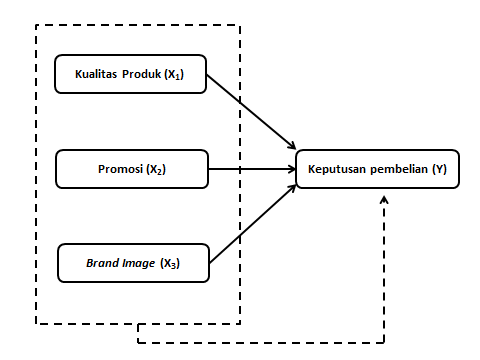 Kualitas Produk (X₁)
Promosi (X₂)
Keputusan pembelian (Y)
Brand Image (X₃)